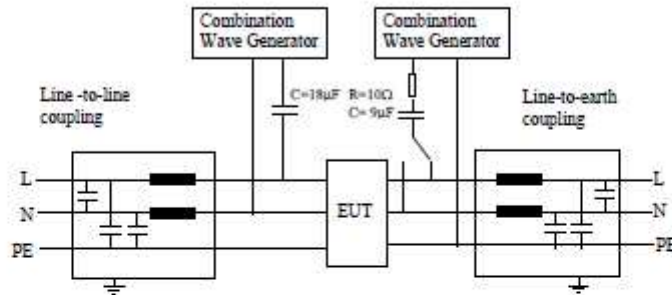 Combination
Wave Generator
Combination
Wave Generator
Line -to-line
coupling
C=18μF
R=10Ω
C= 9μF
Line-to-earth
coupling
L
N
PE
EUT
L
N
PE